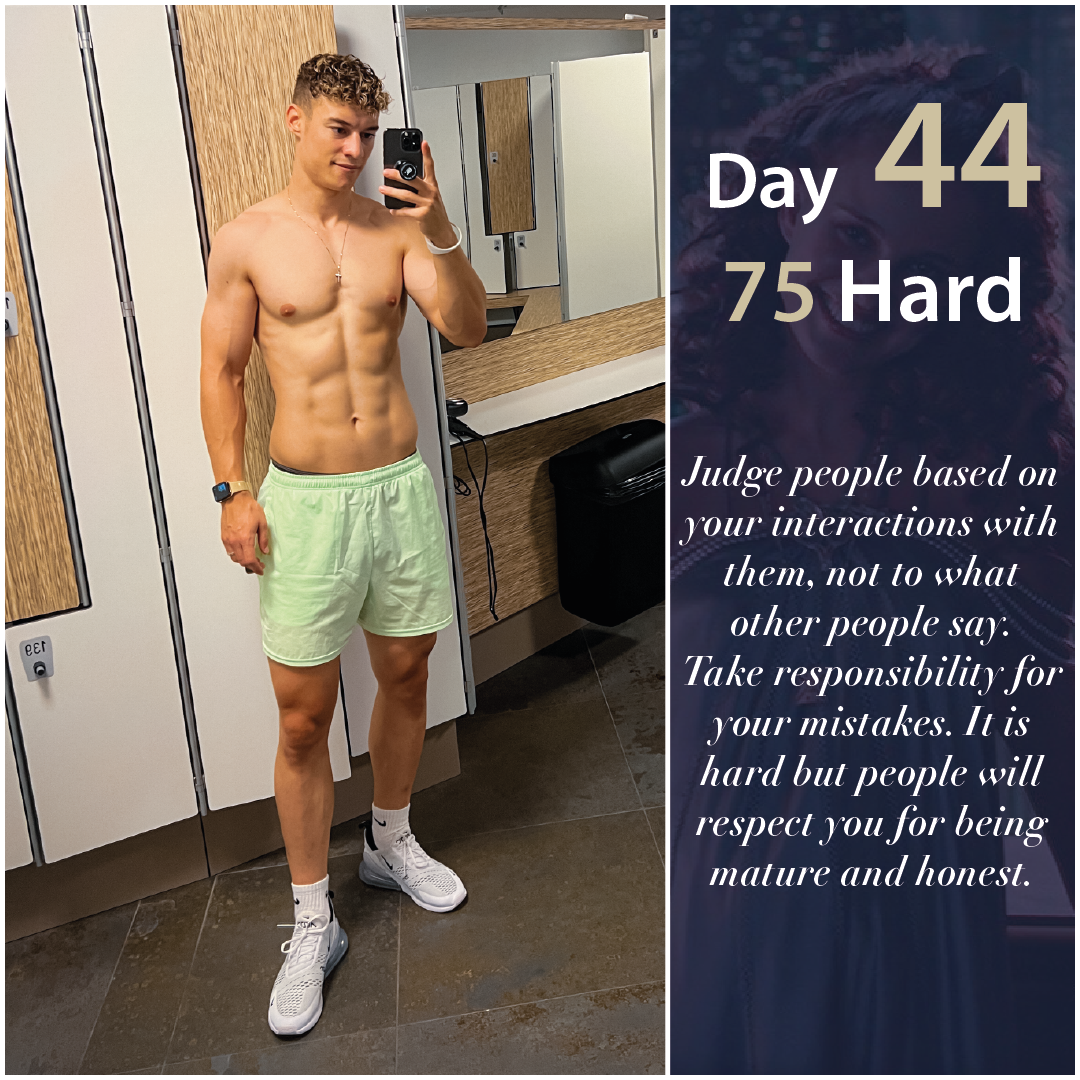 Day 44
75 Hard
Judge people based on
your interactions with
them, not to what
other people say.
Take responsibility for
your mistakes. It is
hard but people will
respect you for being
mature and honest.
139